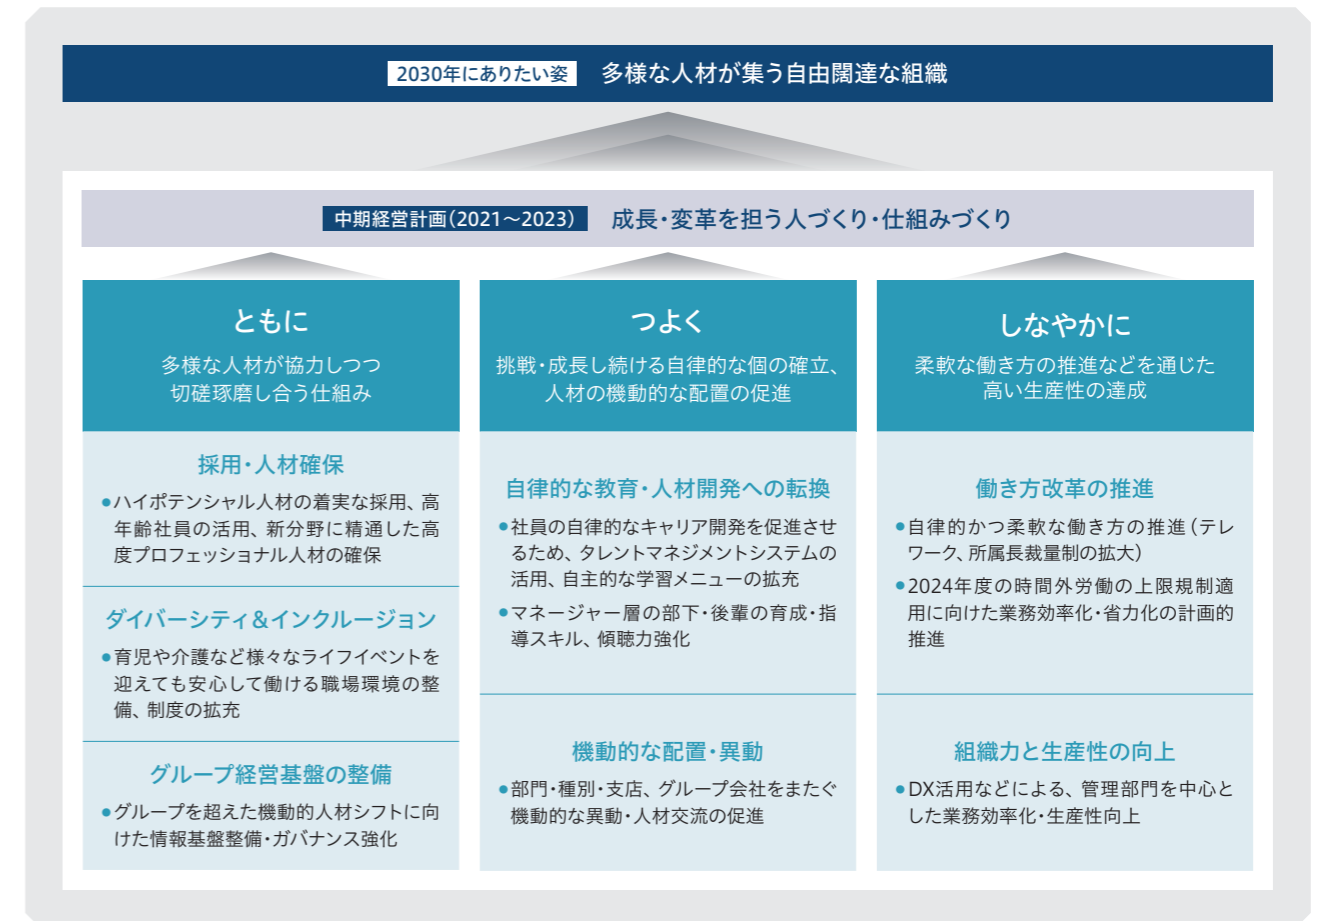 2030年にありたい姿 多様な人材が集う自由闊達な組織
中期経営計画(2021～2023) 成長・変革を担う人づくり・仕組みづくり
ともに
多様な人材が協力しつつ
切磋琢磨し合う仕組み
採用・人材確保
●ハイポテンシャル人材の着実な採用、高
年齢社員の活用、新分野に精通した高
度プロフェッショナル人材の確保
ダイバーシティ＆インクルージョン
●育児や介護など様々なライフイベントを
迎えても安心して働ける職場環境の整
備、制度の拡充
グループ経営基盤の整備
●グループを超えた機動的人材シフトに向
けた情報基盤整備・ガバナンス強化
つよく
挑戦・成長し続ける自律的な個の確立、
人材の機動的な配置の促進
自律的な教育・人材開発への転換
●社員の自律的なキャリア開発を促進させ
るため、タレントマネジメントシステムの
活用、自主的な学習メニューの拡充
●マネージャー層の部下・後輩の育成・指
導スキル、傾聴力強化
機動的な配置・異動
●部門・種別・支店、グループ会社をまたぐ
機動的な異動・人材交流の促進
しなやかに
柔軟な働き方の推進などを通じた
高い生産性の達成
働き方改革の推進
●自律的かつ柔軟な働き方の推進（テレ
ワーク、所属長裁量制の拡大）
●2024年度の時間外労働の上限規制適
用に向けた業務効率化・省力化の計画的
推進
組織力と生産性の向上
●DX活用などによる、管理部門を中心と
した業務効率化・生産性向上